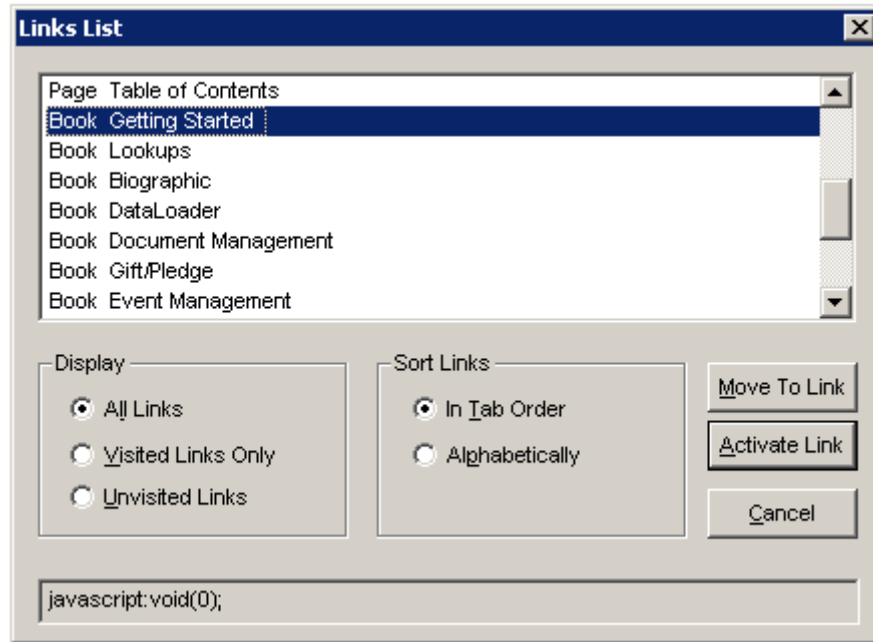 Links List
Page Table of Contents
Book Getting Started
Book Lookups
Book Biographic
Book DataLoader
Book Document Management
Book Gift/Pledge
Book Event Management
Display
All Links
Visited Links Only
Unvisited Links
Sort Links
In Tab Order
Alphabetically
Move To Link
Activate Link
Cancel
javascript:void(0);